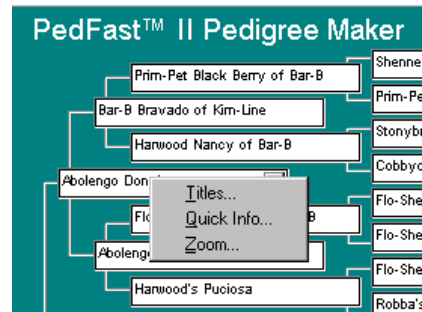 PedFast™ II Pedigree Maker
Shenne
Prim-Pet Black Berry of Bar-B
Prim-Pe
Bar-B Bravado of Kim-Line
Stonybr
Harwood Nancy of Bar-B
Cobbyc
Abolengo Don
Titles...
Flo-She
Flo
Quick Info...
B
Flo-She
Zoom...
Abolengo
Flo-She
Harwood's Puciosa
Robba's